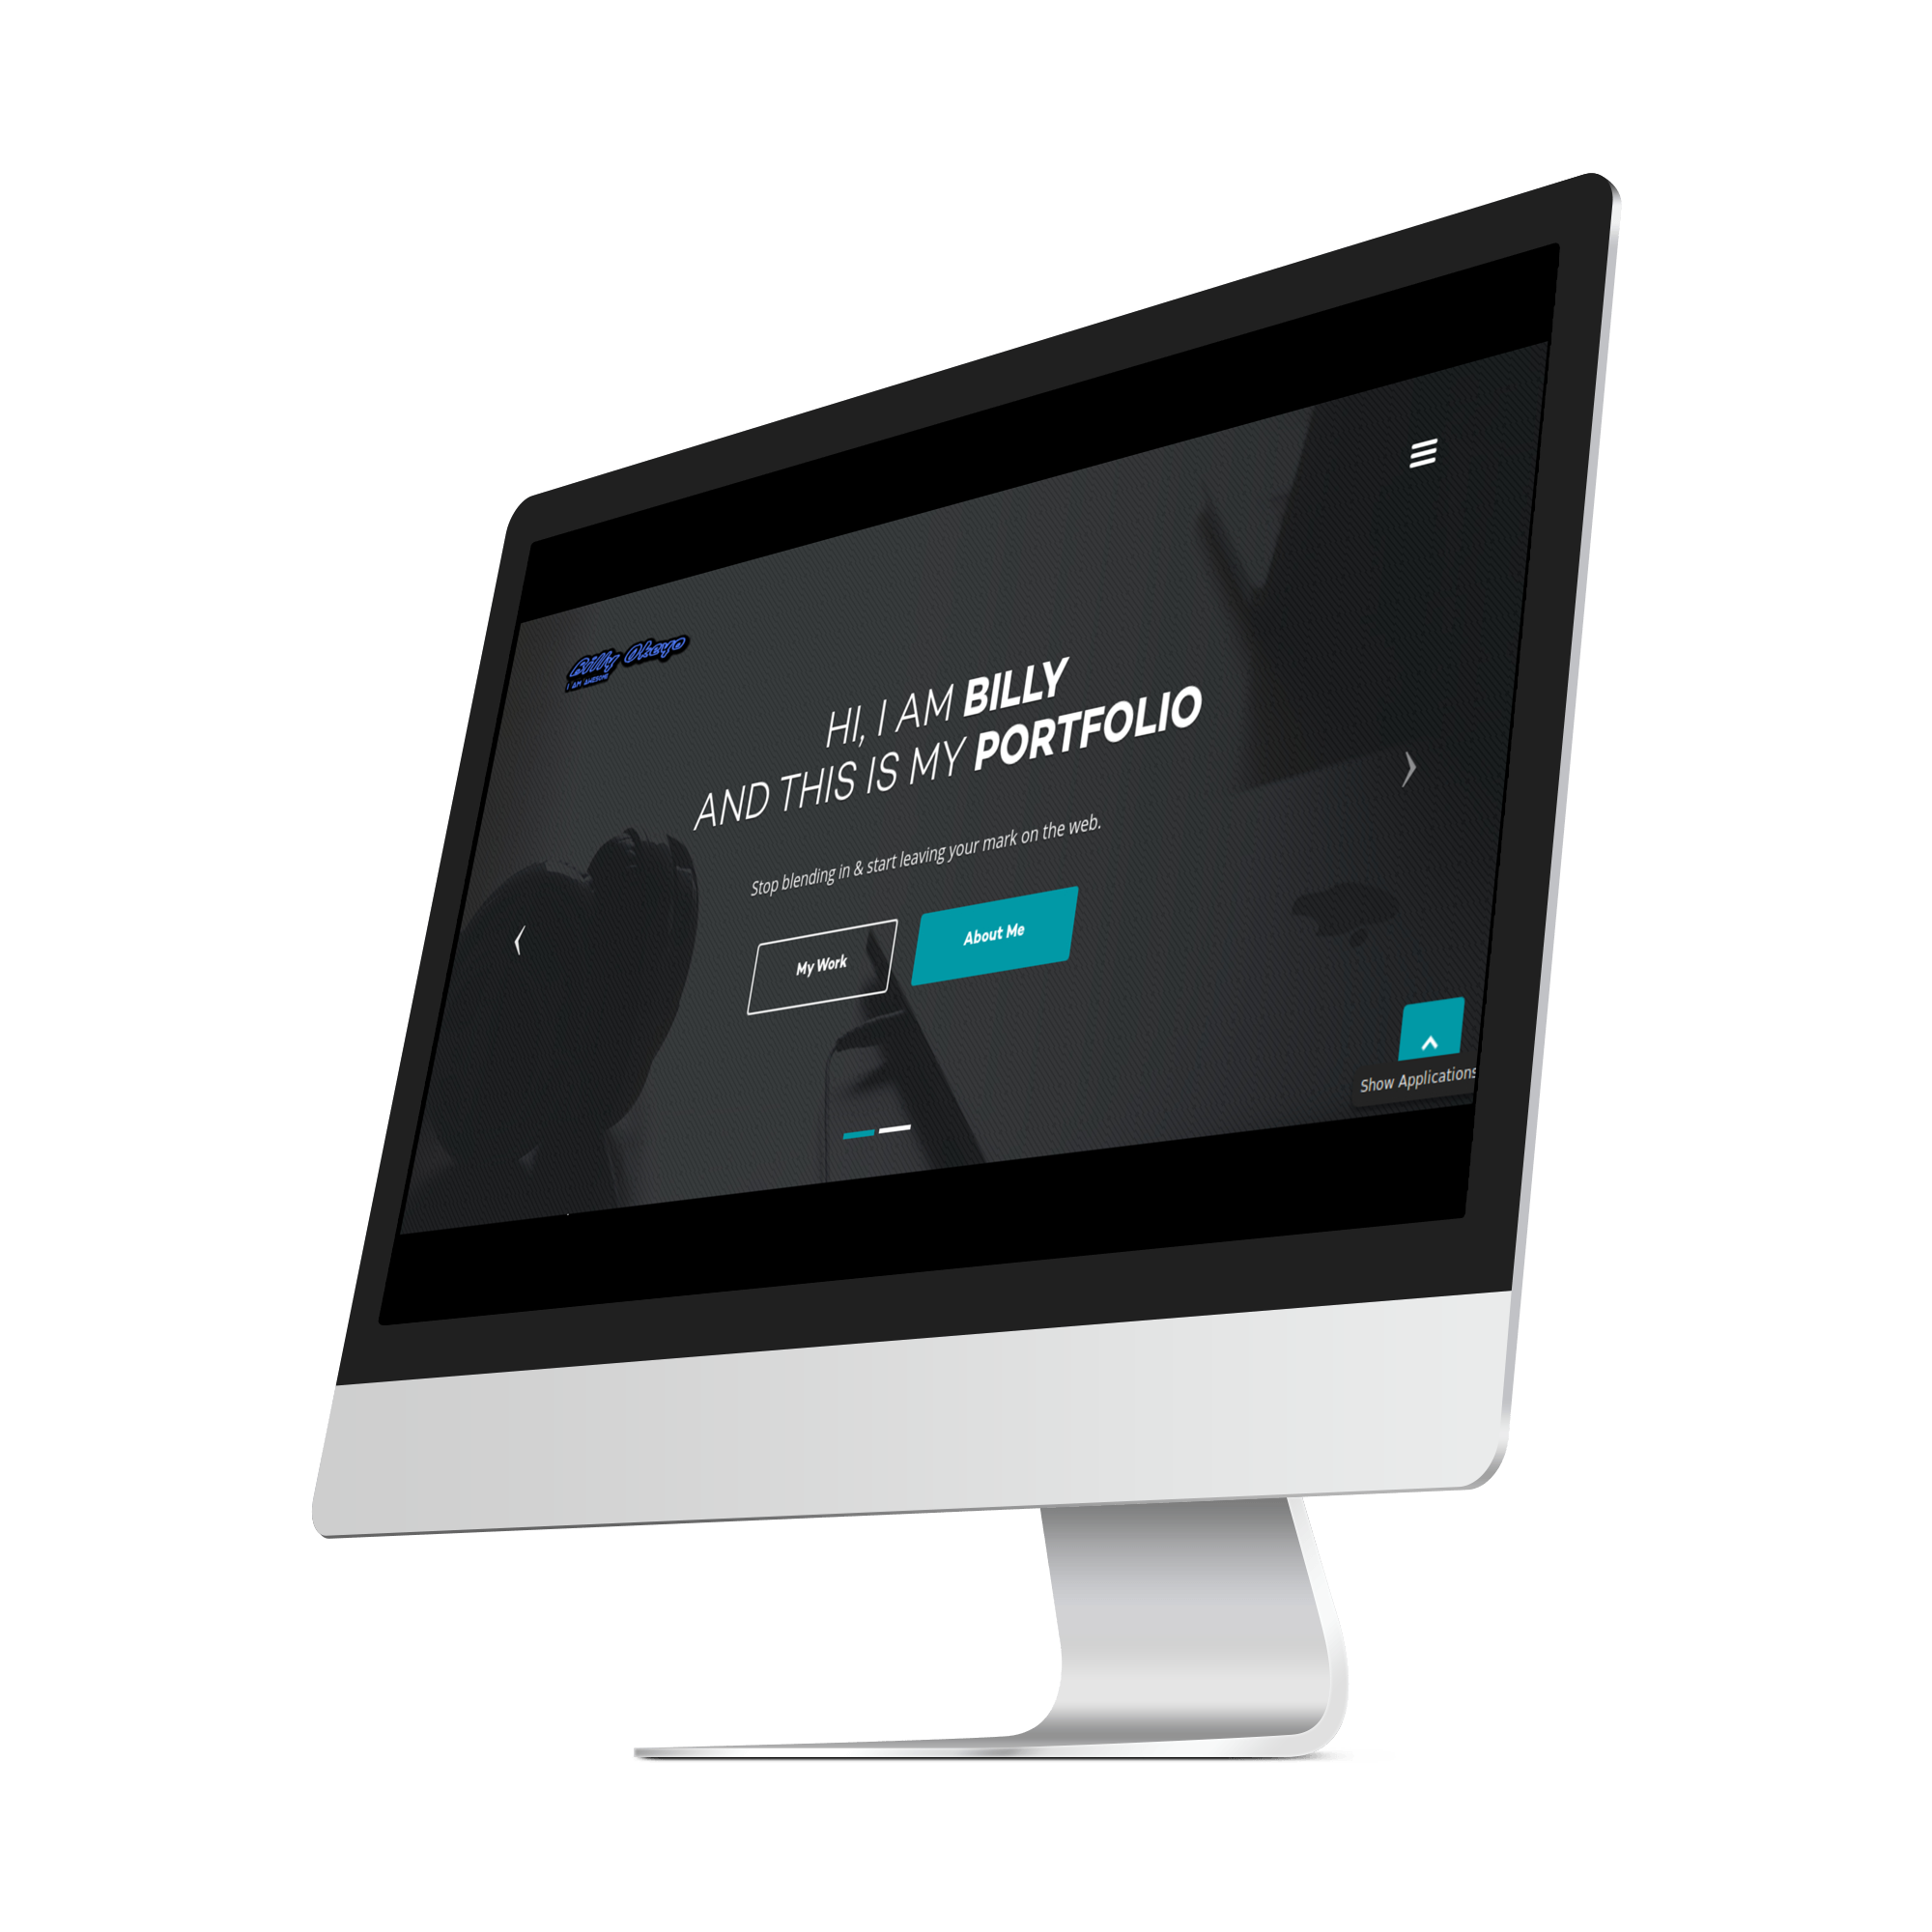 Billy Okeyo
I AM AWESOME
HI, I AM BILLY
AND THIS IS MY PORTFOLIO
Stop blending in & start leaving your mark on the web.
My Work
About Me
Show Applications